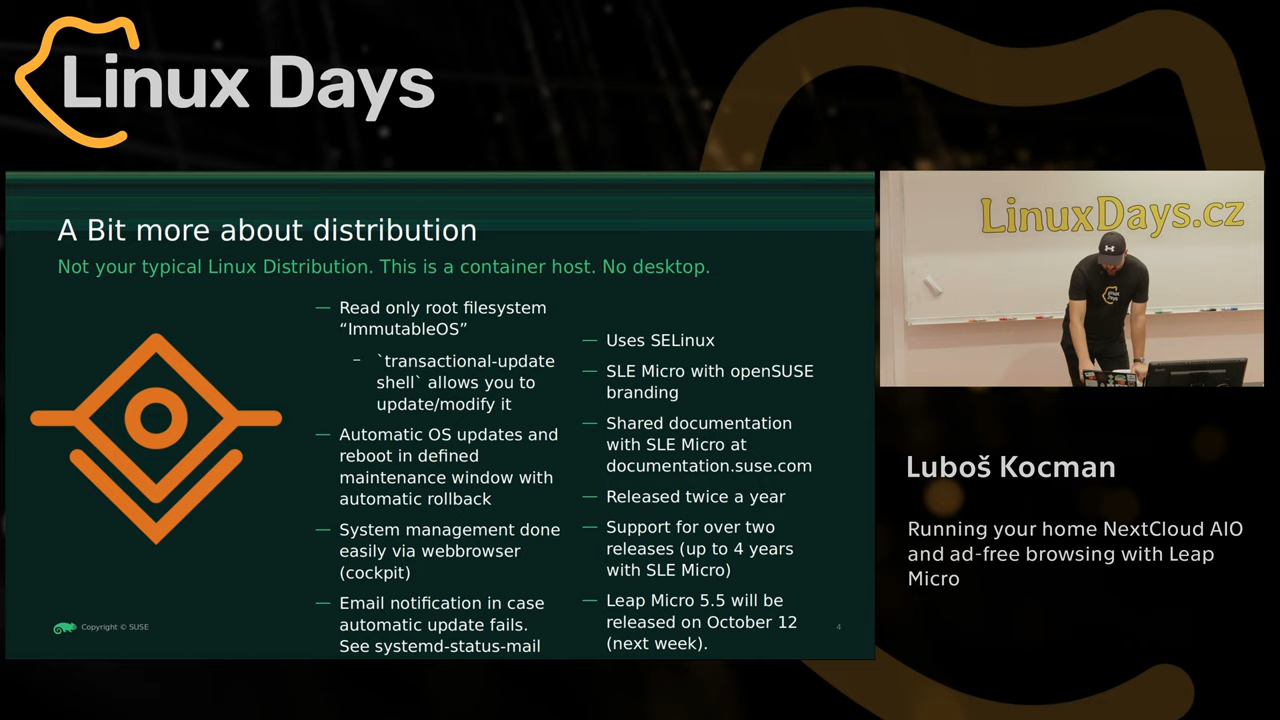 Linux Days
A Bit more about distribution
Not your typical Linux Distribution. This is a container host. No desktop.
— Read only root filesystem
“ImmutableOS”
– `transactional-update
shell` allows you to
update/modify it
— Automatic OS updates and
reboot in defined
maintenance window with
automatic rollback
— System management done
easily via webbrowser
(cockpit)
— Email notification in case
automatic update fails.
See systemd-status-mail
— Uses SELinux
— SLE Micro with openSUSE
branding
— Shared documentation
with SLE Micro at
documentation.suse.com
— Released twice a year
— Support for over two
releases (up to 4 years
with SLE Micro)
— Leap Micro 5.5 will be
released on October 12
(next week).
Copyright © SUSE
4
LinuxDays.cz
Linux
Days
Luboš Kocman
Running your home NextCloud AIO
and ad-free browsing with Leap
Micro